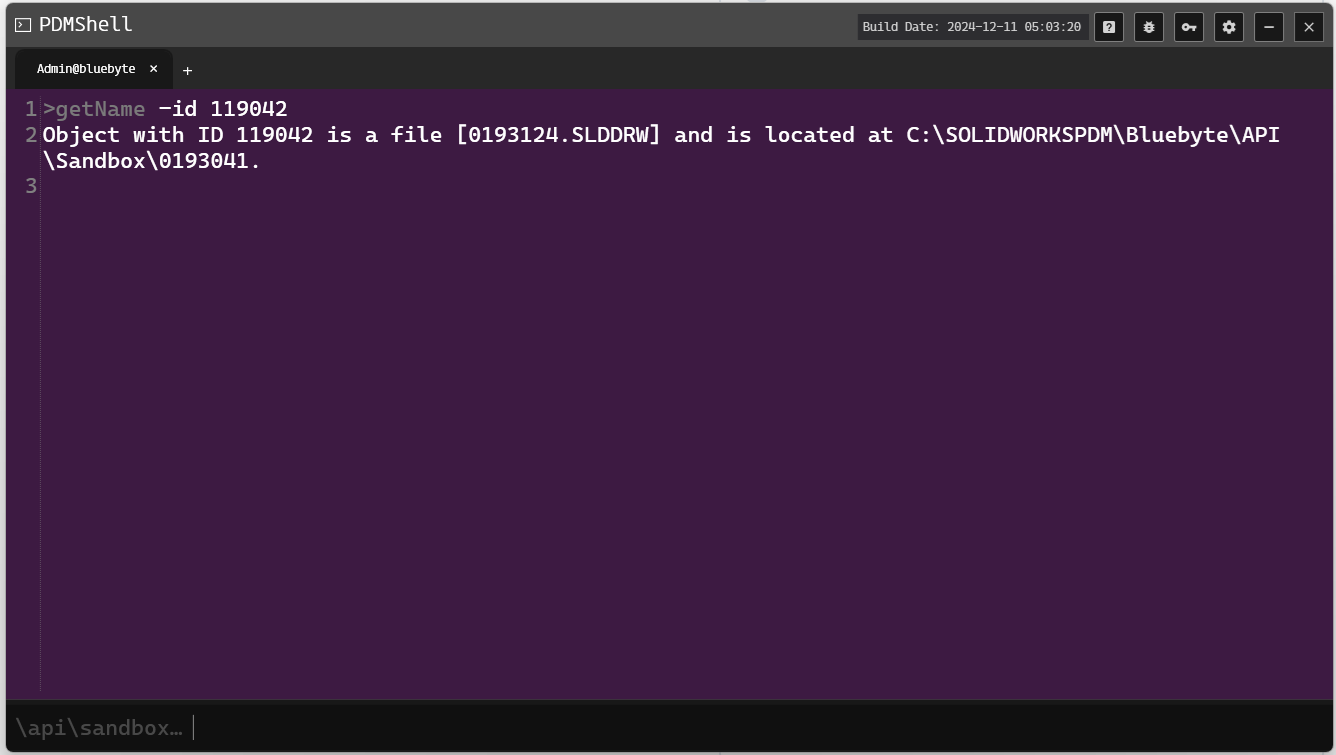 PDMShell
Build Date: 2024-12-11 05:03:20
Admin@bluebyte × +
1 >getName -id 119042
2 Object with ID 119042 is a file [0193124.SLDDRW] and is located at C:\SOLIDWORKSPDM\Bluebyte\API
\Sandbox\0193041.
3
\api\sandbox…